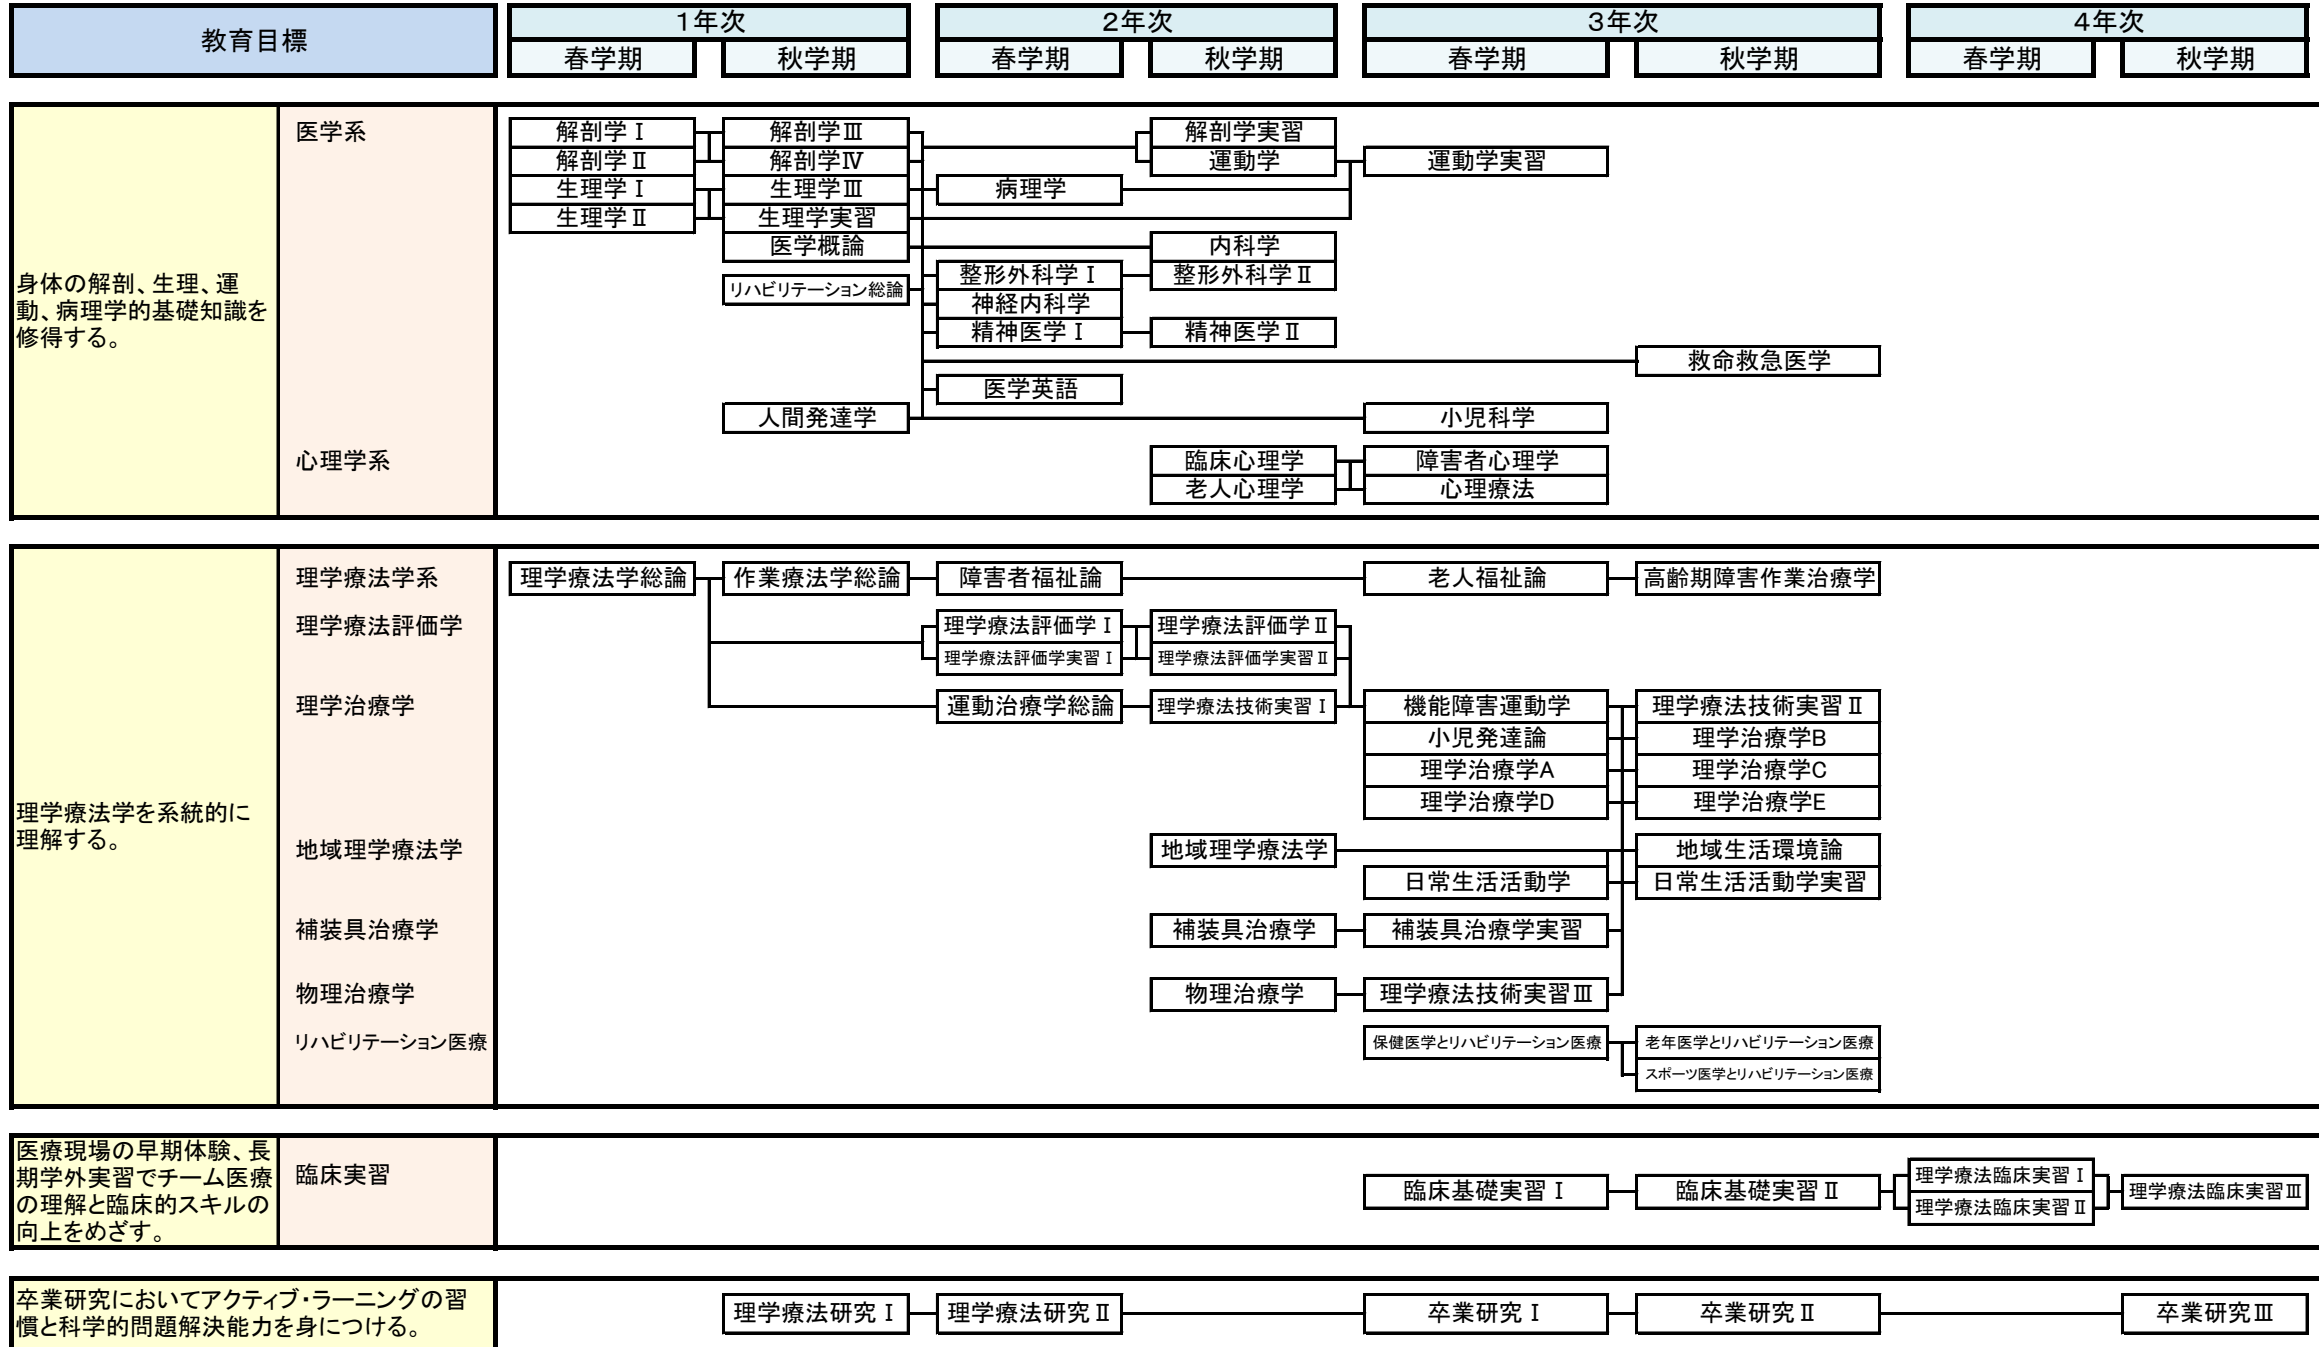 教育目標
1年次
2年次
3年次
4年次
春学期
秋学期
春学期
秋学期
春学期
秋学期
春学期
秋学期
身体の解剖、生理、運
動、病理学的基礎知識を
修得する。
医学系
解剖学Ⅰ
解剖学Ⅲ
解剖学実習
解剖学Ⅱ
解剖学Ⅳ
運動学
運動学実習
生理学Ⅰ
生理学Ⅲ
病理学
生理学Ⅱ
生理学実習
医学概論
内科学
整形外科学Ⅰ
整形外科学Ⅱ
リハビリテーション総論
神経内科学
精神医学Ⅰ
精神医学Ⅱ
救命救急医学
医学英語
人間発達学
小児科学
心理学系
臨床心理学
障害者心理学
老人心理学
心理療法
理学療法学を系統的に
理解する。
理学療法学系
理学療法学総論
作業療法学総論
障害者福祉論
老人福祉論
高齢期障害作業治療学
理学療法評価学
理学療法評価学Ⅰ
理学療法評価学Ⅱ
理学療法評価学実習Ⅰ
理学療法評価学実習Ⅱ
理学治療学
運動治療学総論
理学療法技術実習Ⅰ
機能障害運動学
理学療法技術実習Ⅱ
小児発達論
理学治療学B
理学治療学A
理学治療学C
理学治療学D
理学治療学E
地域理学療法学
地域理学療法学
地域生活環境論
日常生活活動学
日常生活活動学実習
補装具治療学
補装具治療学
補装具治療学実習
物理治療学
物理治療学
理学療法技術実習Ⅲ
リハビリテーション医療
保健医学とリハビリテーション医療
老年医学とリハビリテーション医療
スポーツ医学とリハビリテーション医療
医療現場の早期体験、長
期学外実習でチーム医療
の理解と臨床的スキルの
向上をめざす。
臨床実習
臨床基礎実習Ⅰ
臨床基礎実習Ⅱ
理学療法臨床実習Ⅰ
理学療法臨床実習Ⅱ
理学療法臨床実習Ⅲ
卒業研究においてアクティブ・ラーニングの習
慣と科学的問題解決能力を身につける。
理学療法研究Ⅰ
理学療法研究Ⅱ
卒業研究Ⅰ
卒業研究Ⅱ
卒業研究Ⅲ